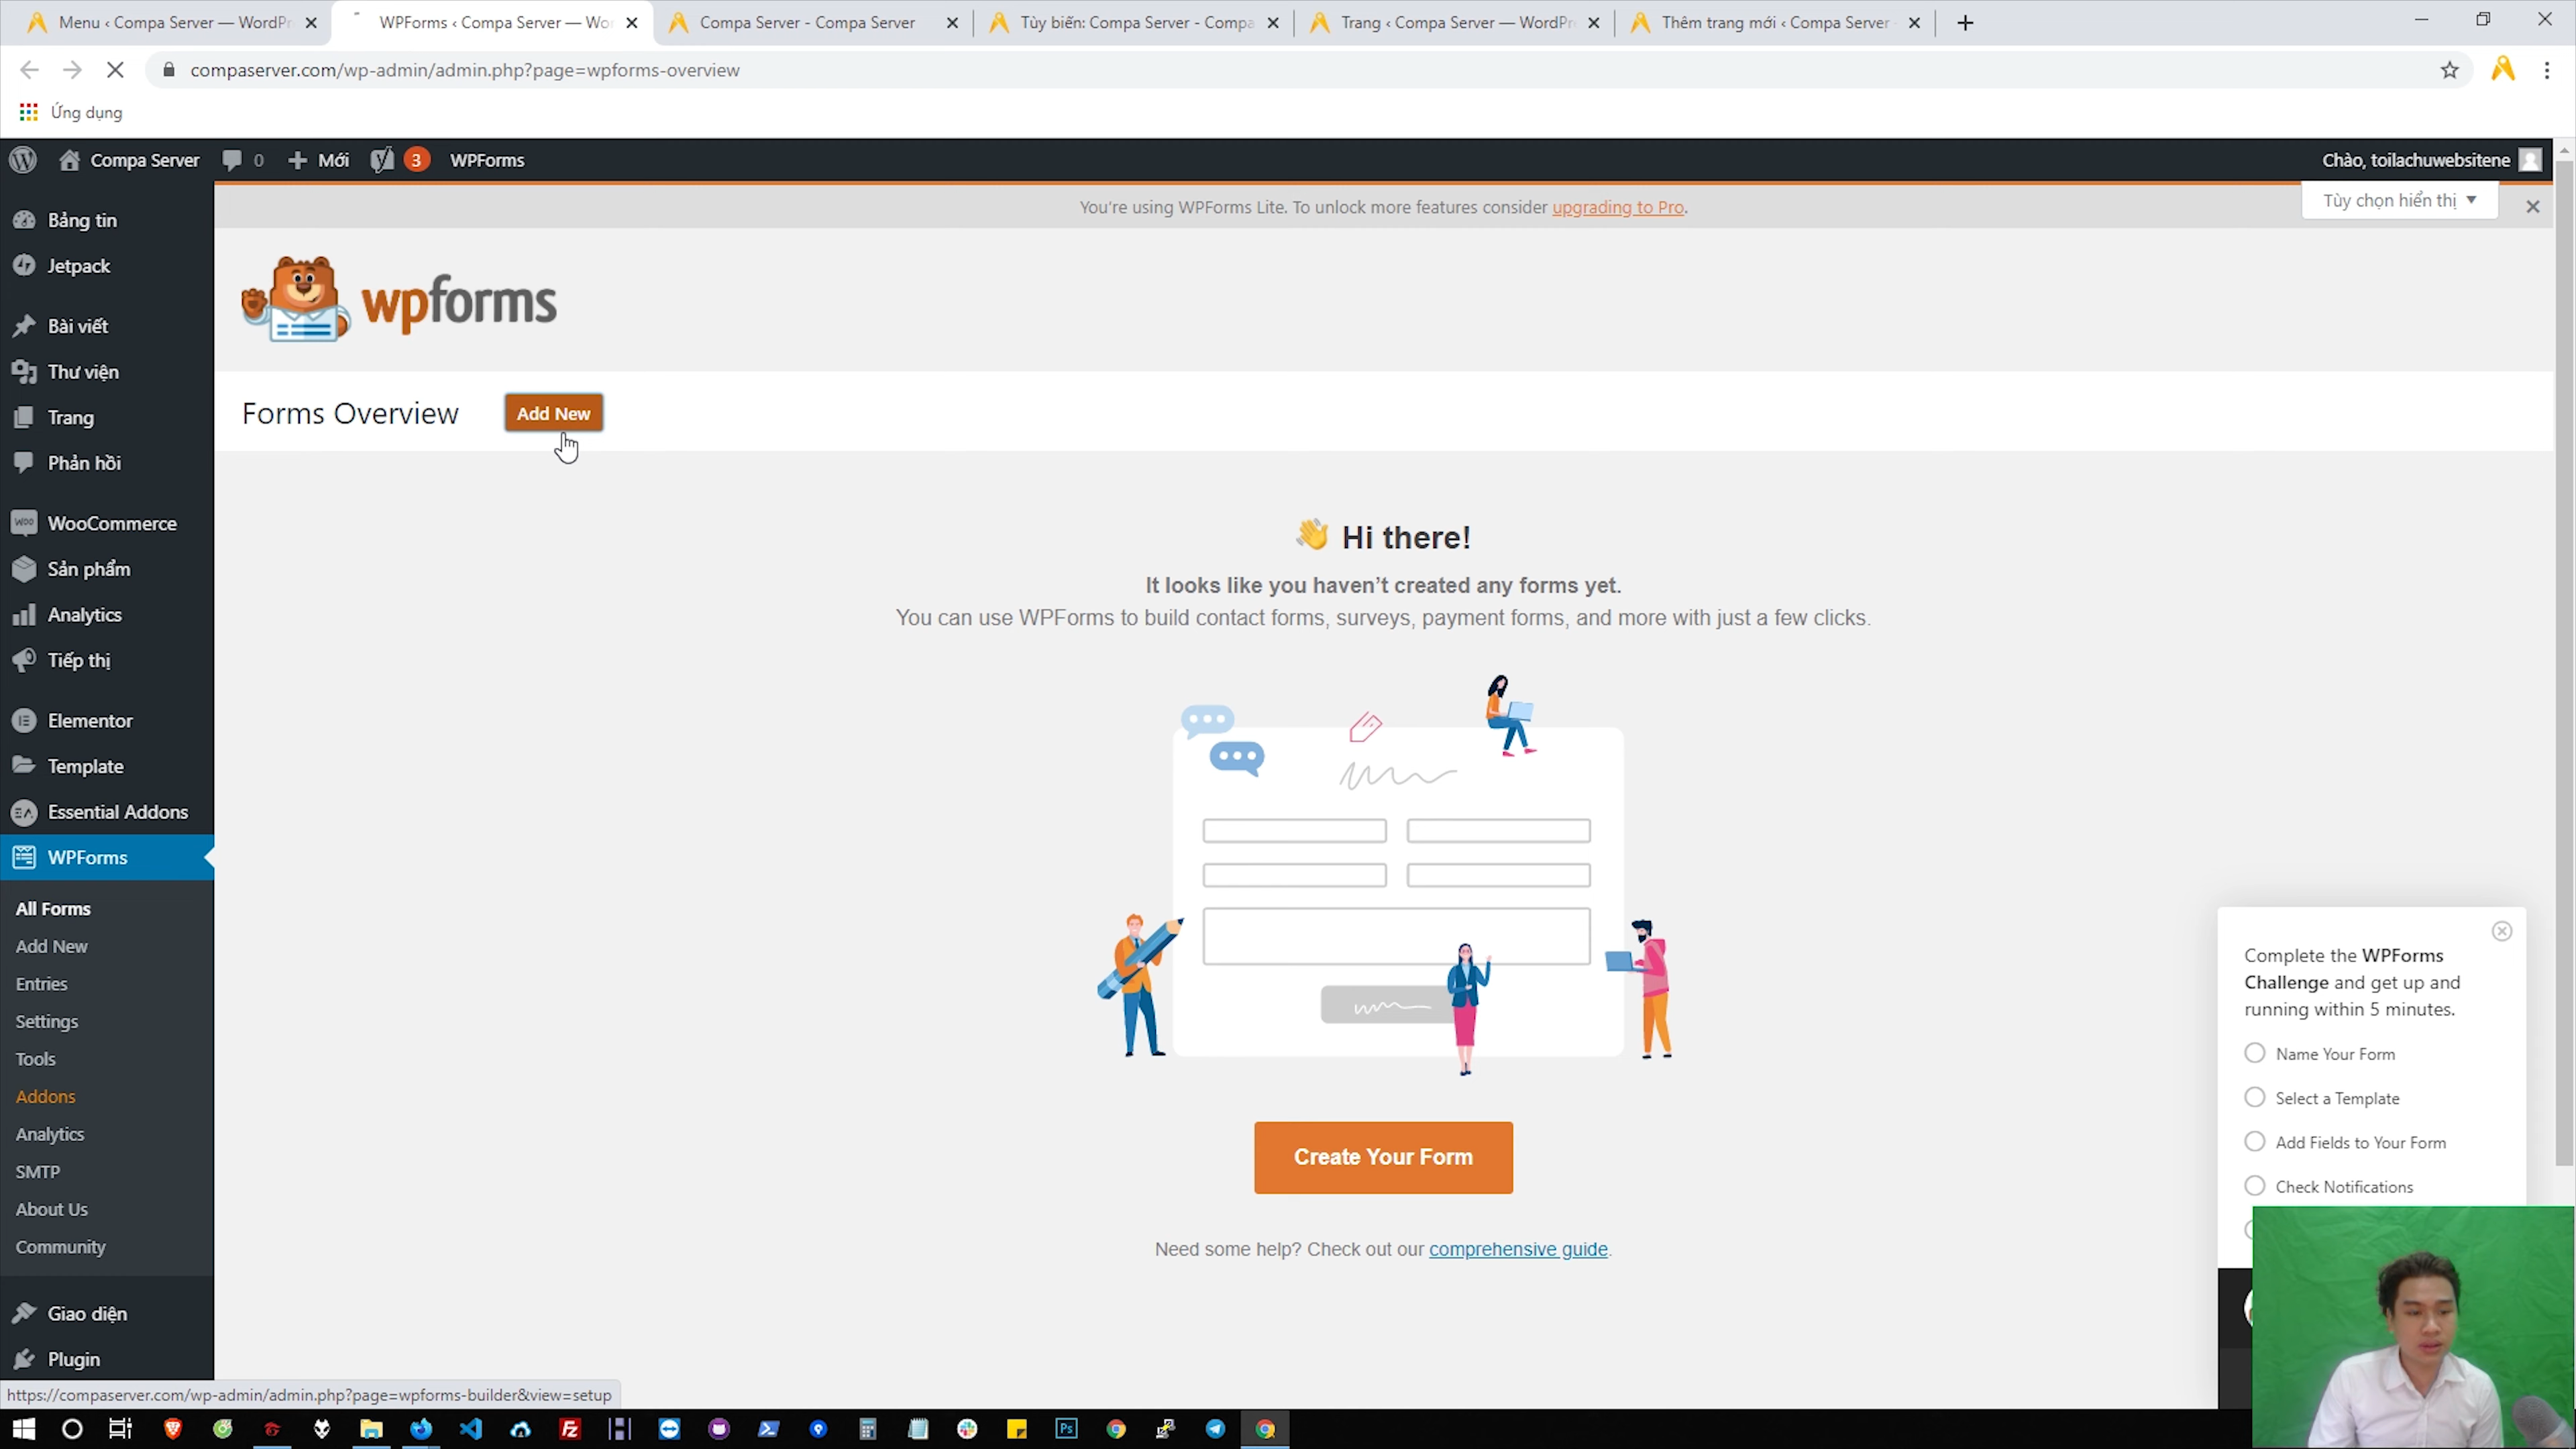 Menu ‹ Compa Server — WordPr
WPForms ‹ Compa Server — Wor
Compa Server - Compa Server
Tùy biến: Compa Server - Compa
Trang ‹ Compa Server — WordPre
Thêm trang mới ‹ Compa Server
compaserver.com/wp-admin/admin.php?page=wpforms-overview
Ứng dụng
Compa Server
0
Mới
3
WPForms
Chào, toilachuwebsitene
You're using WPForms Lite. To unlock more features consider upgrading to Pro.
Tùy chọn hiển thị
wpforms
Forms Overview
Add New
Bảng tin
Jetpack
Bài viết
Thư viện
Trang
Phản hồi
WooCommerce
Sản phẩm
Analytics
Tiếp thị
Elementor
Template
Essential Addons
WPForms
All Forms
Add New
Entries
Settings
Tools
Addons
Analytics
SMTP
About Us
Community
Giao diện
Plugin
Hi there!
It looks like you haven't created any forms yet.
You can use WPForms to build contact forms, surveys, payment forms, and more with just a few clicks.
Create Your Form
Need some help? Check out our comprehensive guide.
Complete the WPForms
Challenge and get up and
running within 5 minutes.
Name Your Form
Select a Template
Add Fields to Your Form
Check Notifications
https://compaserver.com/wp-admin/admin.php?page=wpforms-builder&view=setup